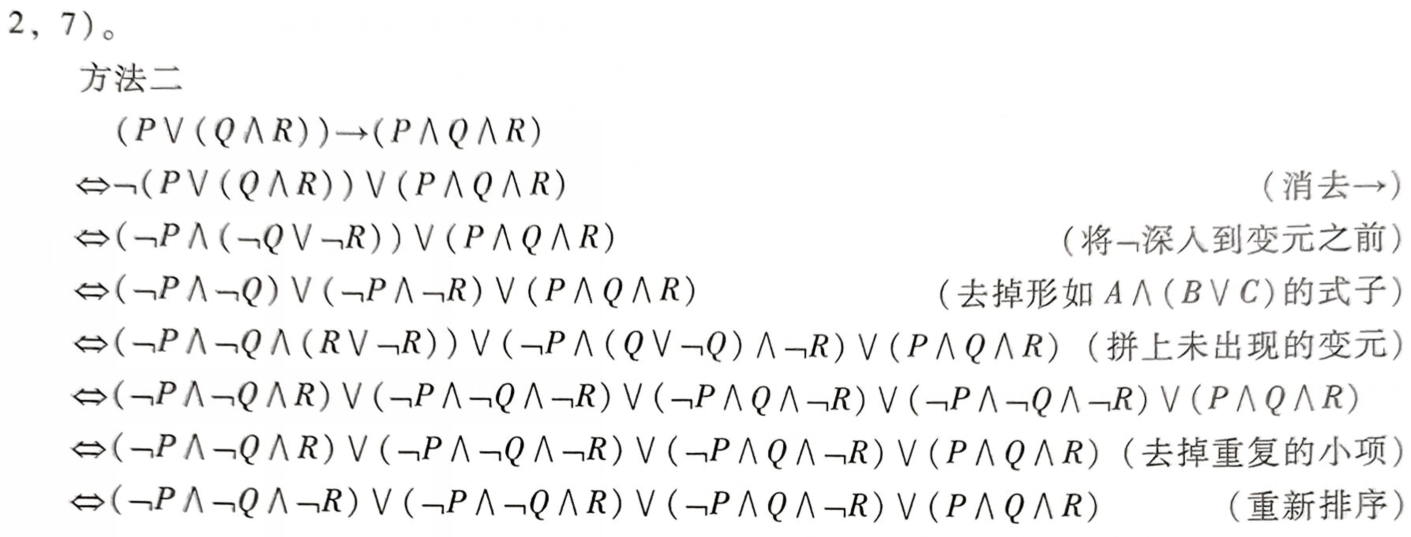 2, 7)。
方法二
(P∨(Q∧R))→(P∧Q∧R)
⇔¬(P∨(Q∧R))∨(P∧Q∧R) (消去→)
⇔(¬P∧(¬Q∨¬R))∨(P∧Q∧R) (将¬深入到变元之前)
⇔(¬P∧¬Q)∨(¬P∧¬R)∨(P∧Q∧R) (去掉形如 A∧(B∨C)的式子)
⇔(¬P∧¬Q∧(R∨¬R))∨(¬P∧(Q∨¬Q)∧¬R)∨(P∧Q∧R) (拼上未出现的变元)
⇔(¬P∧¬Q∧R)∨(¬P∧¬Q∧¬R)∨(¬P∧Q∧¬R)∨(¬P∧¬Q∧¬R)∨(P∧Q∧R)
⇔(¬P∧¬Q∧R)∨(¬P∧¬Q∧¬R)∨(¬P∧Q∧¬R)∨(P∧Q∧R) (去掉重复的小项)
⇔(¬P∧¬Q∧¬R)∨(¬P∧¬Q∧R)∨(¬P∧Q∧¬R)∨(P∧Q∧R) (重新排序)